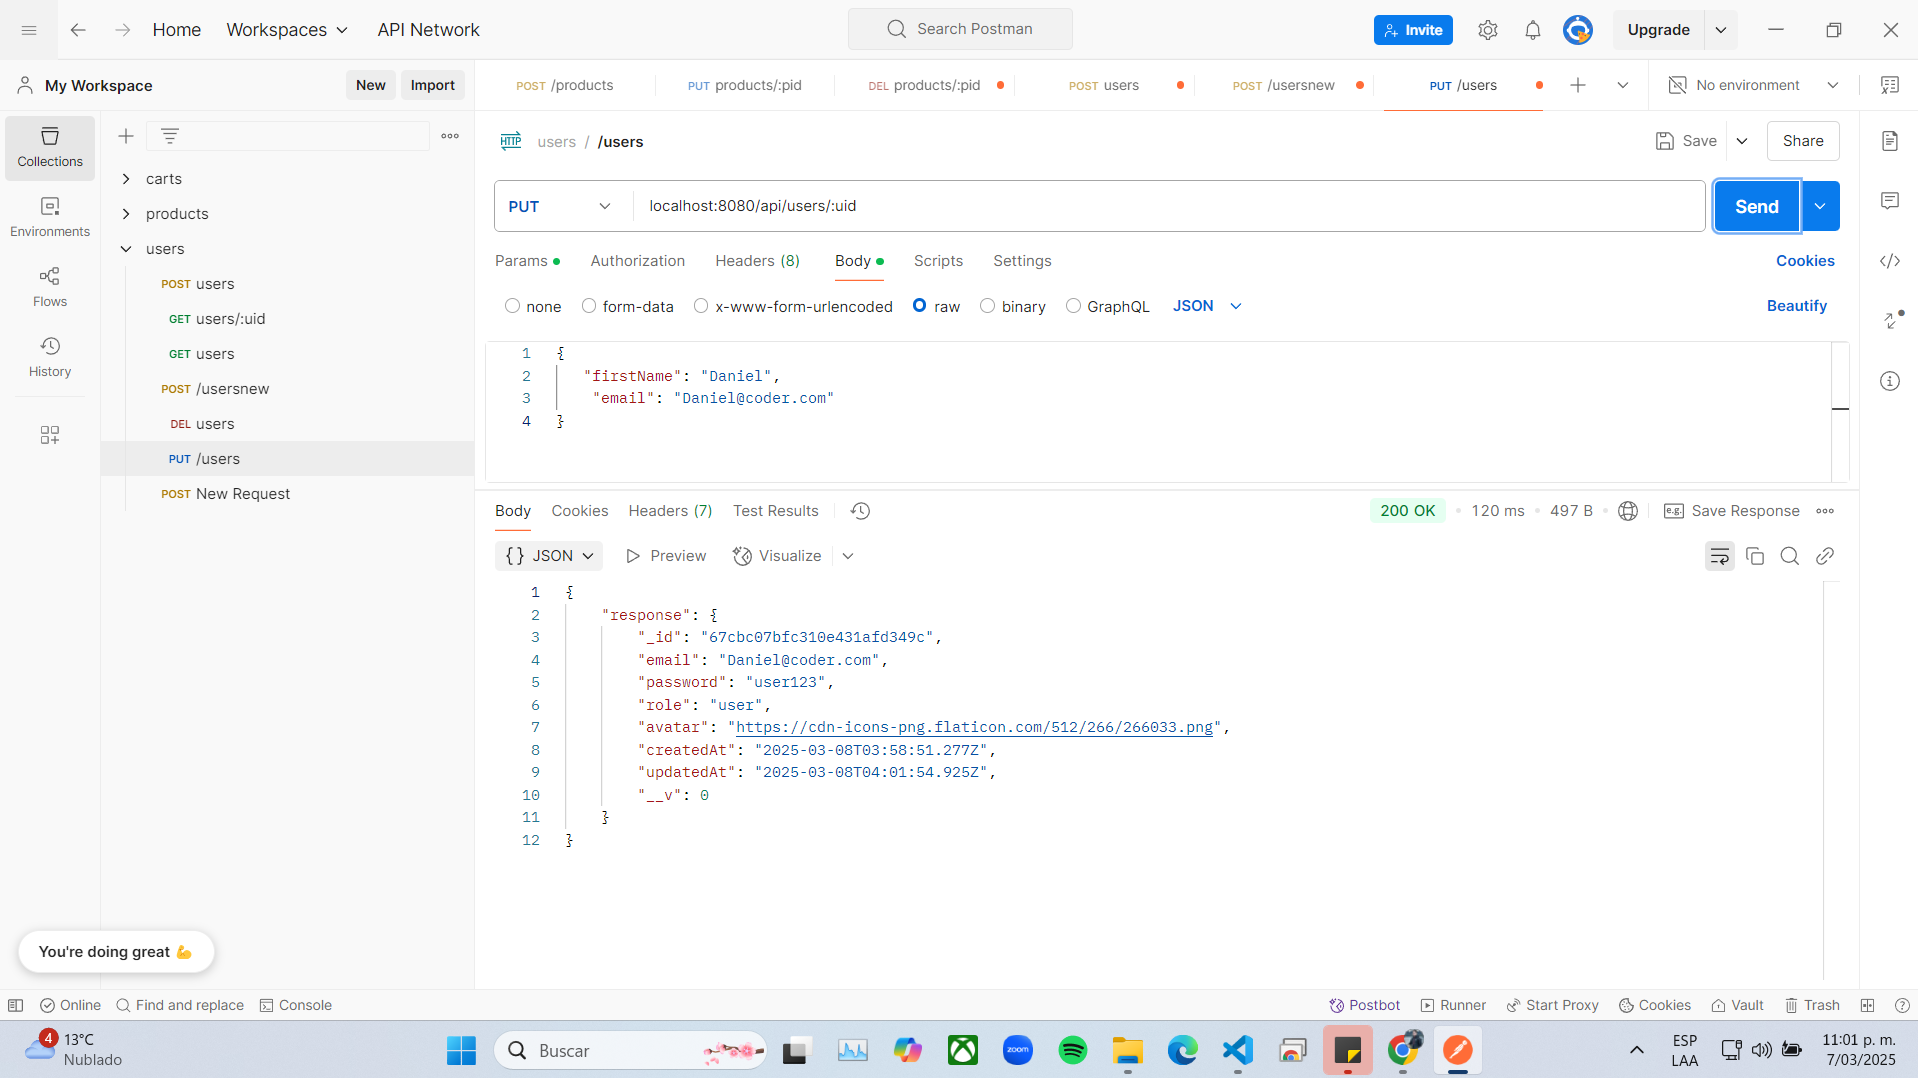 Home
Workspaces
API Network
Search Postman
Invite
Upgrade
My Workspace
New
Import
POST /products
PUT products/:pid
DEL products/:pid
POST users
POST /usersnew
PUT /users
No environment
Collections
Environments
Flows
History
carts
products
users
POST users
GET users/:uid
GET users
POST /usersnew
DEL users
PUT /users
POST New Request
HTTP users / /users
Save
Share
PUT
localhost:8080/api/users/:uid
Send
Params
Authorization
Headers (8)
Body
Scripts
Settings
Cookies
none
form-data
x-www-form-urlencoded
raw
binary
GraphQL
JSON
Beautify
1 {
2 "firstName": "Daniel",
3 "email": "Daniel@coder.com"
4 }
Body
Cookies
Headers (7)
Test Results
200 OK
120 ms
497 B
e.g. Save Response
{} JSON
Preview
Visualize
1 {
2 "response": {
3 "_id": "67cbc07bfc310e431afd349c",
4 "email": "Daniel@coder.com",
5 "password": "user123",
6 "role": "user",
7 "avatar": "https://cdn-icons-png.flaticon.com/512/266/266033.png",
8 "createdAt": "2025-03-08T03:58:51.277Z",
9 "updatedAt": "2025-03-08T04:01:54.925Z",
10 "__v": 0
11 }
12 }
You're doing great 💪
Online
Find and replace
Console
Postbot
Runner
Start Proxy
Cookies
Vault
Trash
4
13°C
Nublado
Buscar
zoom
ESP
LAA
11:01 p. m.
7/03/2025